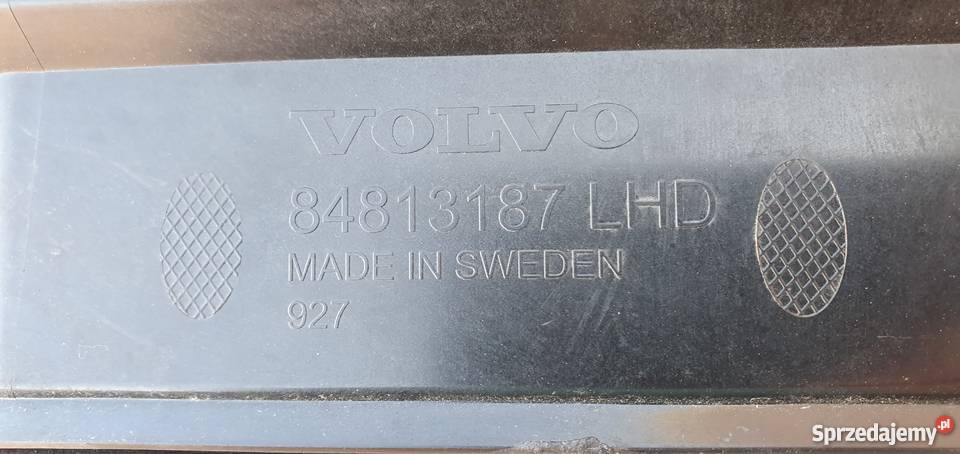 VOLVO
84813187 LHD
MADE IN SWEDEN
927
Sprzedajemy.pl